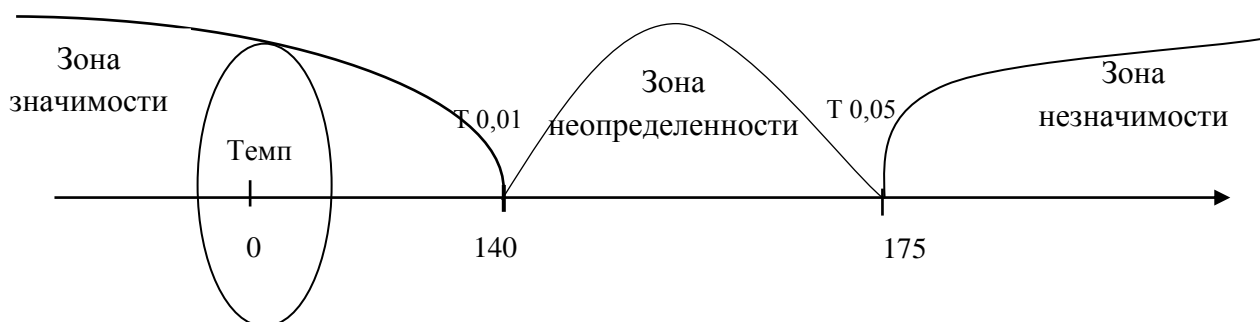 Зона
значимости
Темп
Т 0,01
Зона
неопределенности
Т 0,05
Зона
незначимости
0
140
175